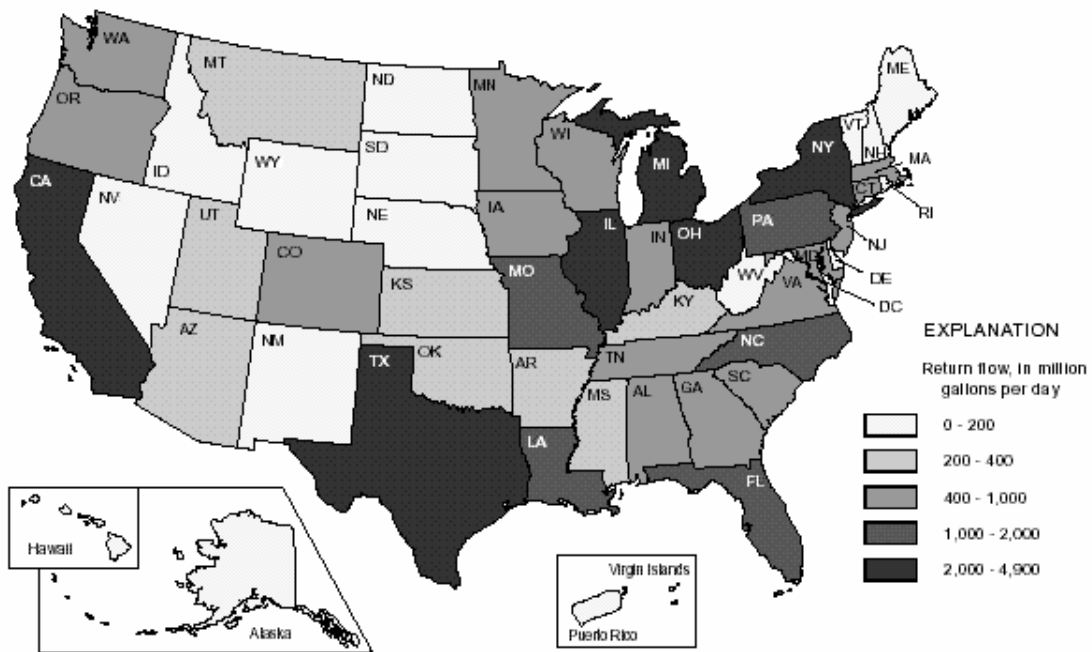 WA
MT
ND
MN
ME
OR
ID
WY
SD
WI
MI
VT
NH
NY
MA
CT
RI
CA
NV
UT
CO
NE
IA
IL
IN
OH
PA
NJ
MD
DE
DC
WV
VA
KS
MO
KY
AZ
NM
TX
OK
AR
TN
NC
SC
MS
AL
GA
LA
FL
EXPLANATION
Return flow, in million
gallons per day
0 - 200
200 - 400
400 - 1,000
1,000 - 2,000
2,000 - 4,900
Hawaii
Alaska
Virgin Islands
Puerto Rico